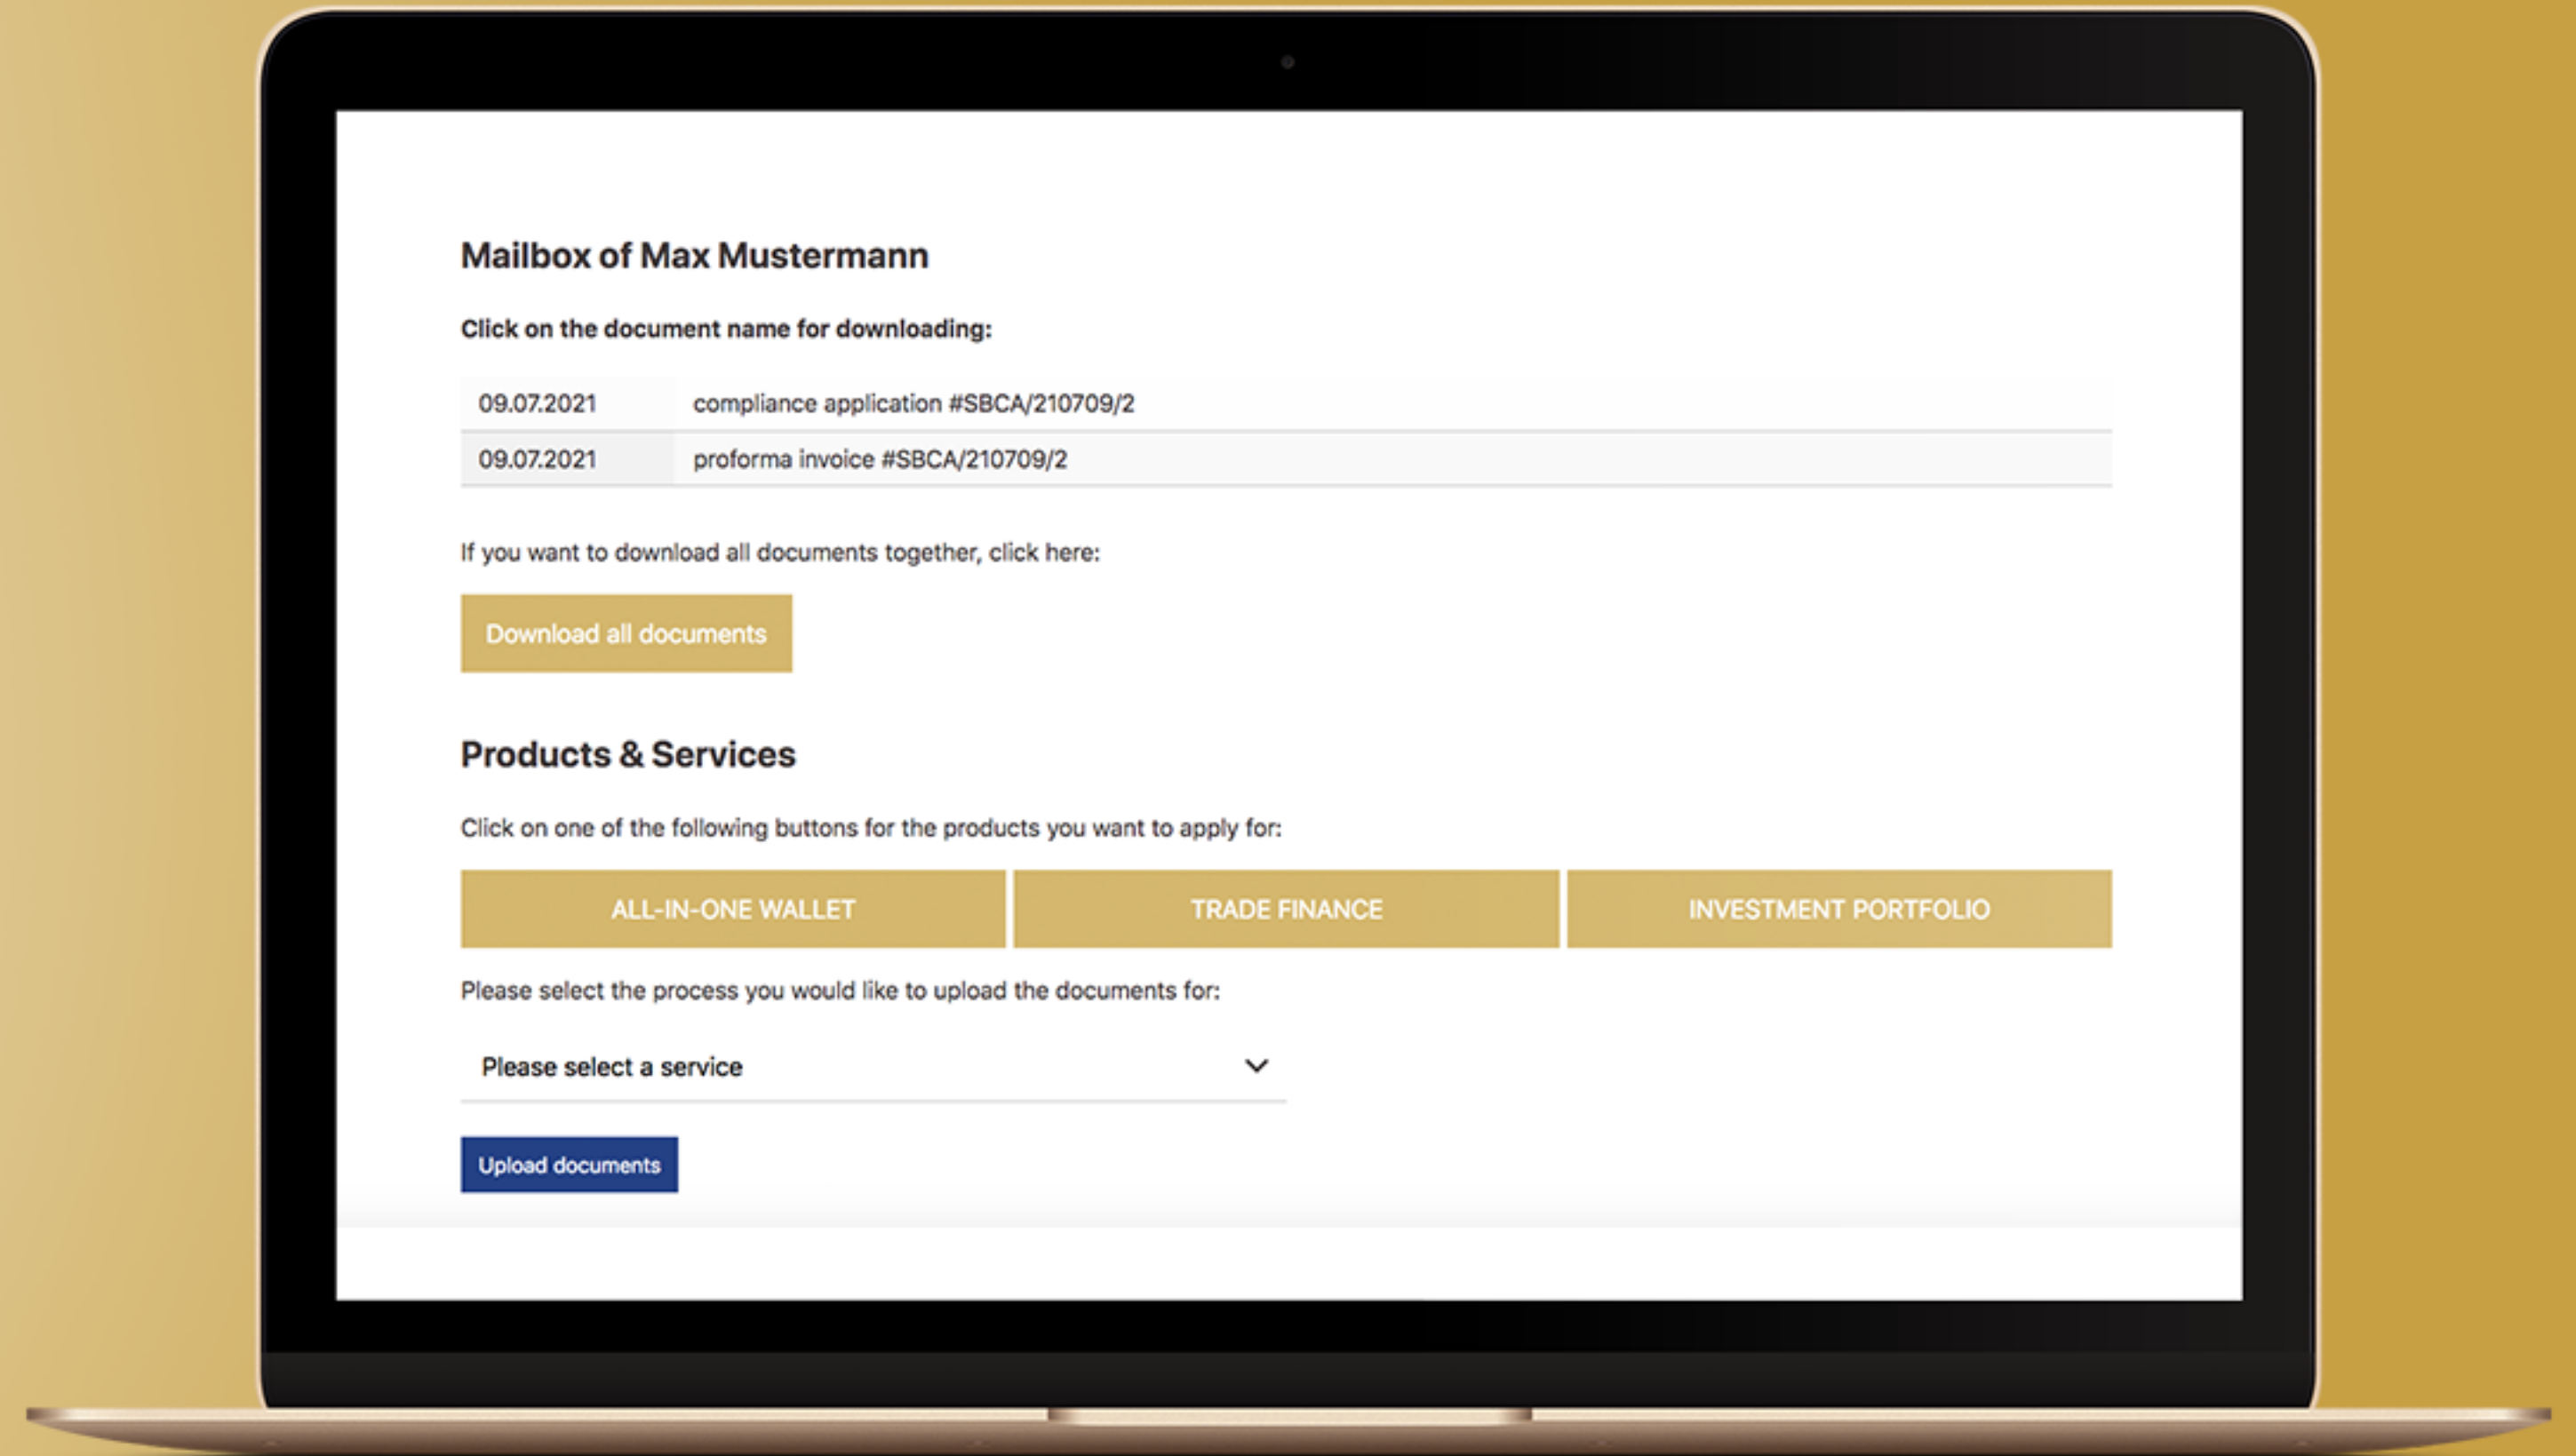 Mailbox of Max Mustermann
Click on the document name for downloading:
09.07.2021 compliance application #SBCA/210709/2
09.07.2021 proforma invoice #SBCA/210709/2
If you want to download all documents together, click here:
Download all documents
Products & Services
Click on one of the following buttons for the products you want to apply for:
ALL-IN-ONE WALLET TRADE FINANCE INVESTMENT PORTFOLIO
Please select the process you would like to upload the documents for:
Please select a service
Upload documents